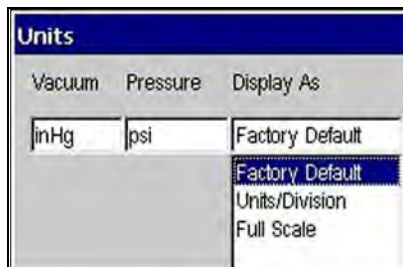 Units
Vacuum Pressure Display As
inHg psi Factory Default
Factory Default
Units/Division
Full Scale